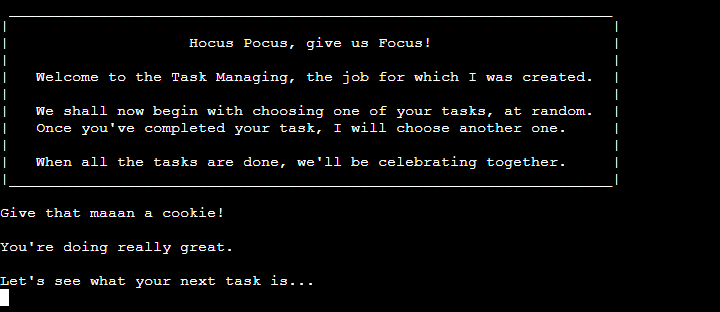 Hocus Pocus, give us Focus!
Welcome to the Task Managing, the job for which I was created.
We shall now begin with choosing one of your tasks, at random.
Once you've completed your task, I will choose another one.
When all the tasks are done, we'll be celebrating together.
Give that maaan a cookie!
You're doing really great.
Let's see what your next task is...